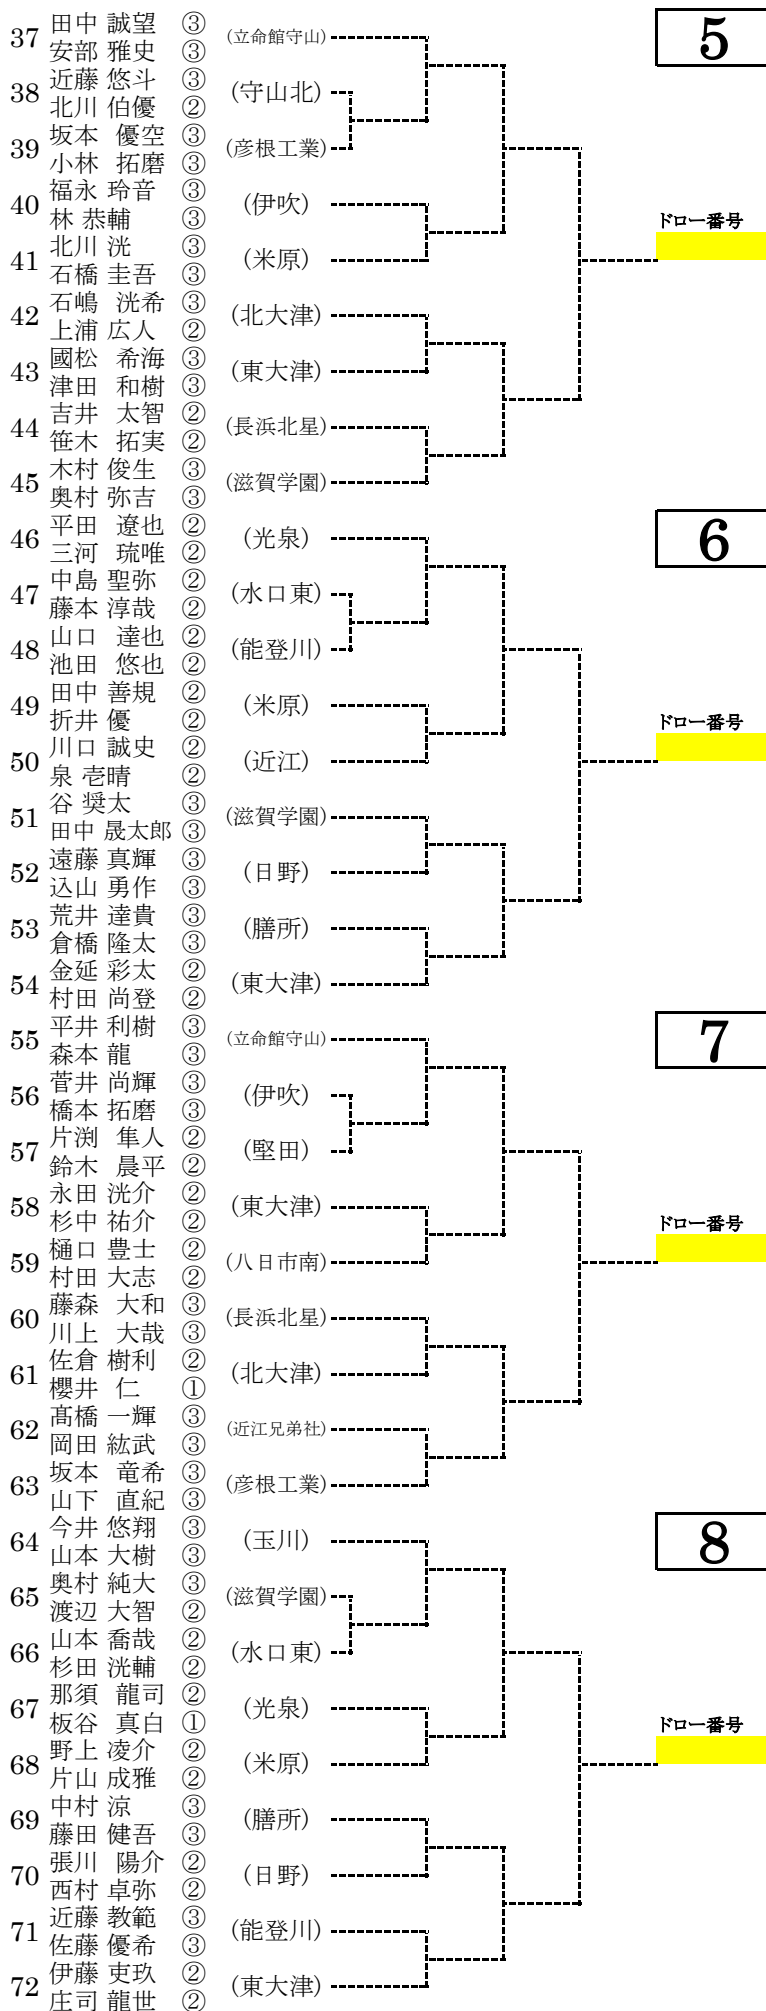 5
37 田中 誠望 ③ (立命館守山)
安部 雅史 ③
38 近藤 悠斗 ③ (守山北)
北川 伯優 ②
39 坂本 優空 ③ (彦根工業)
小林 拓磨 ③
40 福永 玲音 ③ (伊吹)
林 恭輔 ③
ドロー番号
41 北川 洸 ③ (米原)
石橋 圭吾 ③
42 石嶋 洸希 ③ (北大津)
上浦 広人 ②
43 國松 希海 ③ (東大津)
津田 和樹 ③
44 吉井 太智 ② (長浜北星)
笹木 拓実 ②
45 木村 俊生 ③ (滋賀学園)
奥村 弥吉 ③
6
46 平田 遼也 ② (光泉)
三河 琉唯 ②
47 中島 聖弥 ② (水口東)
藤本 淳哉 ②
48 山口 達也 ② (能登川)
池田 悠也 ②
49 田中 善規 ② (米原)
折井 優 ②
ドロー番号
50 川口 誠史 ② (近江)
泉 壱晴 ②
51 谷 奨太 ③ (滋賀学園)
田中 晟太郎 ③
52 遠藤 真輝 ③ (日野)
込山 勇作 ③
53 荒井 達貴 ③ (膳所)
倉橋 隆太 ③
54 金延 彩太 ② (東大津)
村田 尚登 ②
7
55 平井 利樹 ③ (立命館守山)
森本 龍 ③
56 菅井 尚輝 ③ (伊吹)
橋本 拓磨 ③
57 片渕 隼人 ② (堅田)
鈴木 晨平 ②
58 永田 洸介 ② (東大津)
杉中 祐介 ②
ドロー番号
59 樋口 豊士 ② (八日市南)
村田 大志 ②
60 藤森 大和 ③ (長浜北星)
川上 大哉 ③
61 佐倉 樹利 ② (北大津)
櫻井 仁 ①
62 髙橋 一輝 ③ (近江兄弟社)
岡田 紘武 ③
63 坂本 竜希 ③ (彦根工業)
山下 直紀 ③
8
64 今井 悠翔 ③ (玉川)
山本 大樹 ③
65 奥村 純大 ③ (滋賀学園)
渡辺 大智 ②
66 山本 喬哉 ② (水口東)
杉田 洸輔 ②
67 那須 龍司 ② (光泉)
板谷 真白 ①
ドロー番号
68 野上 凌介 ② (米原)
片山 成雅 ②
69 中村 涼 ③ (膳所)
藤田 健吾 ③
70 張川 陽介 ② (日野)
西村 卓弥 ②
71 近藤 教範 ③ (能登川)
佐藤 優希 ③
72 伊藤 吏玖 ② (東大津)
庄司 龍世 ②